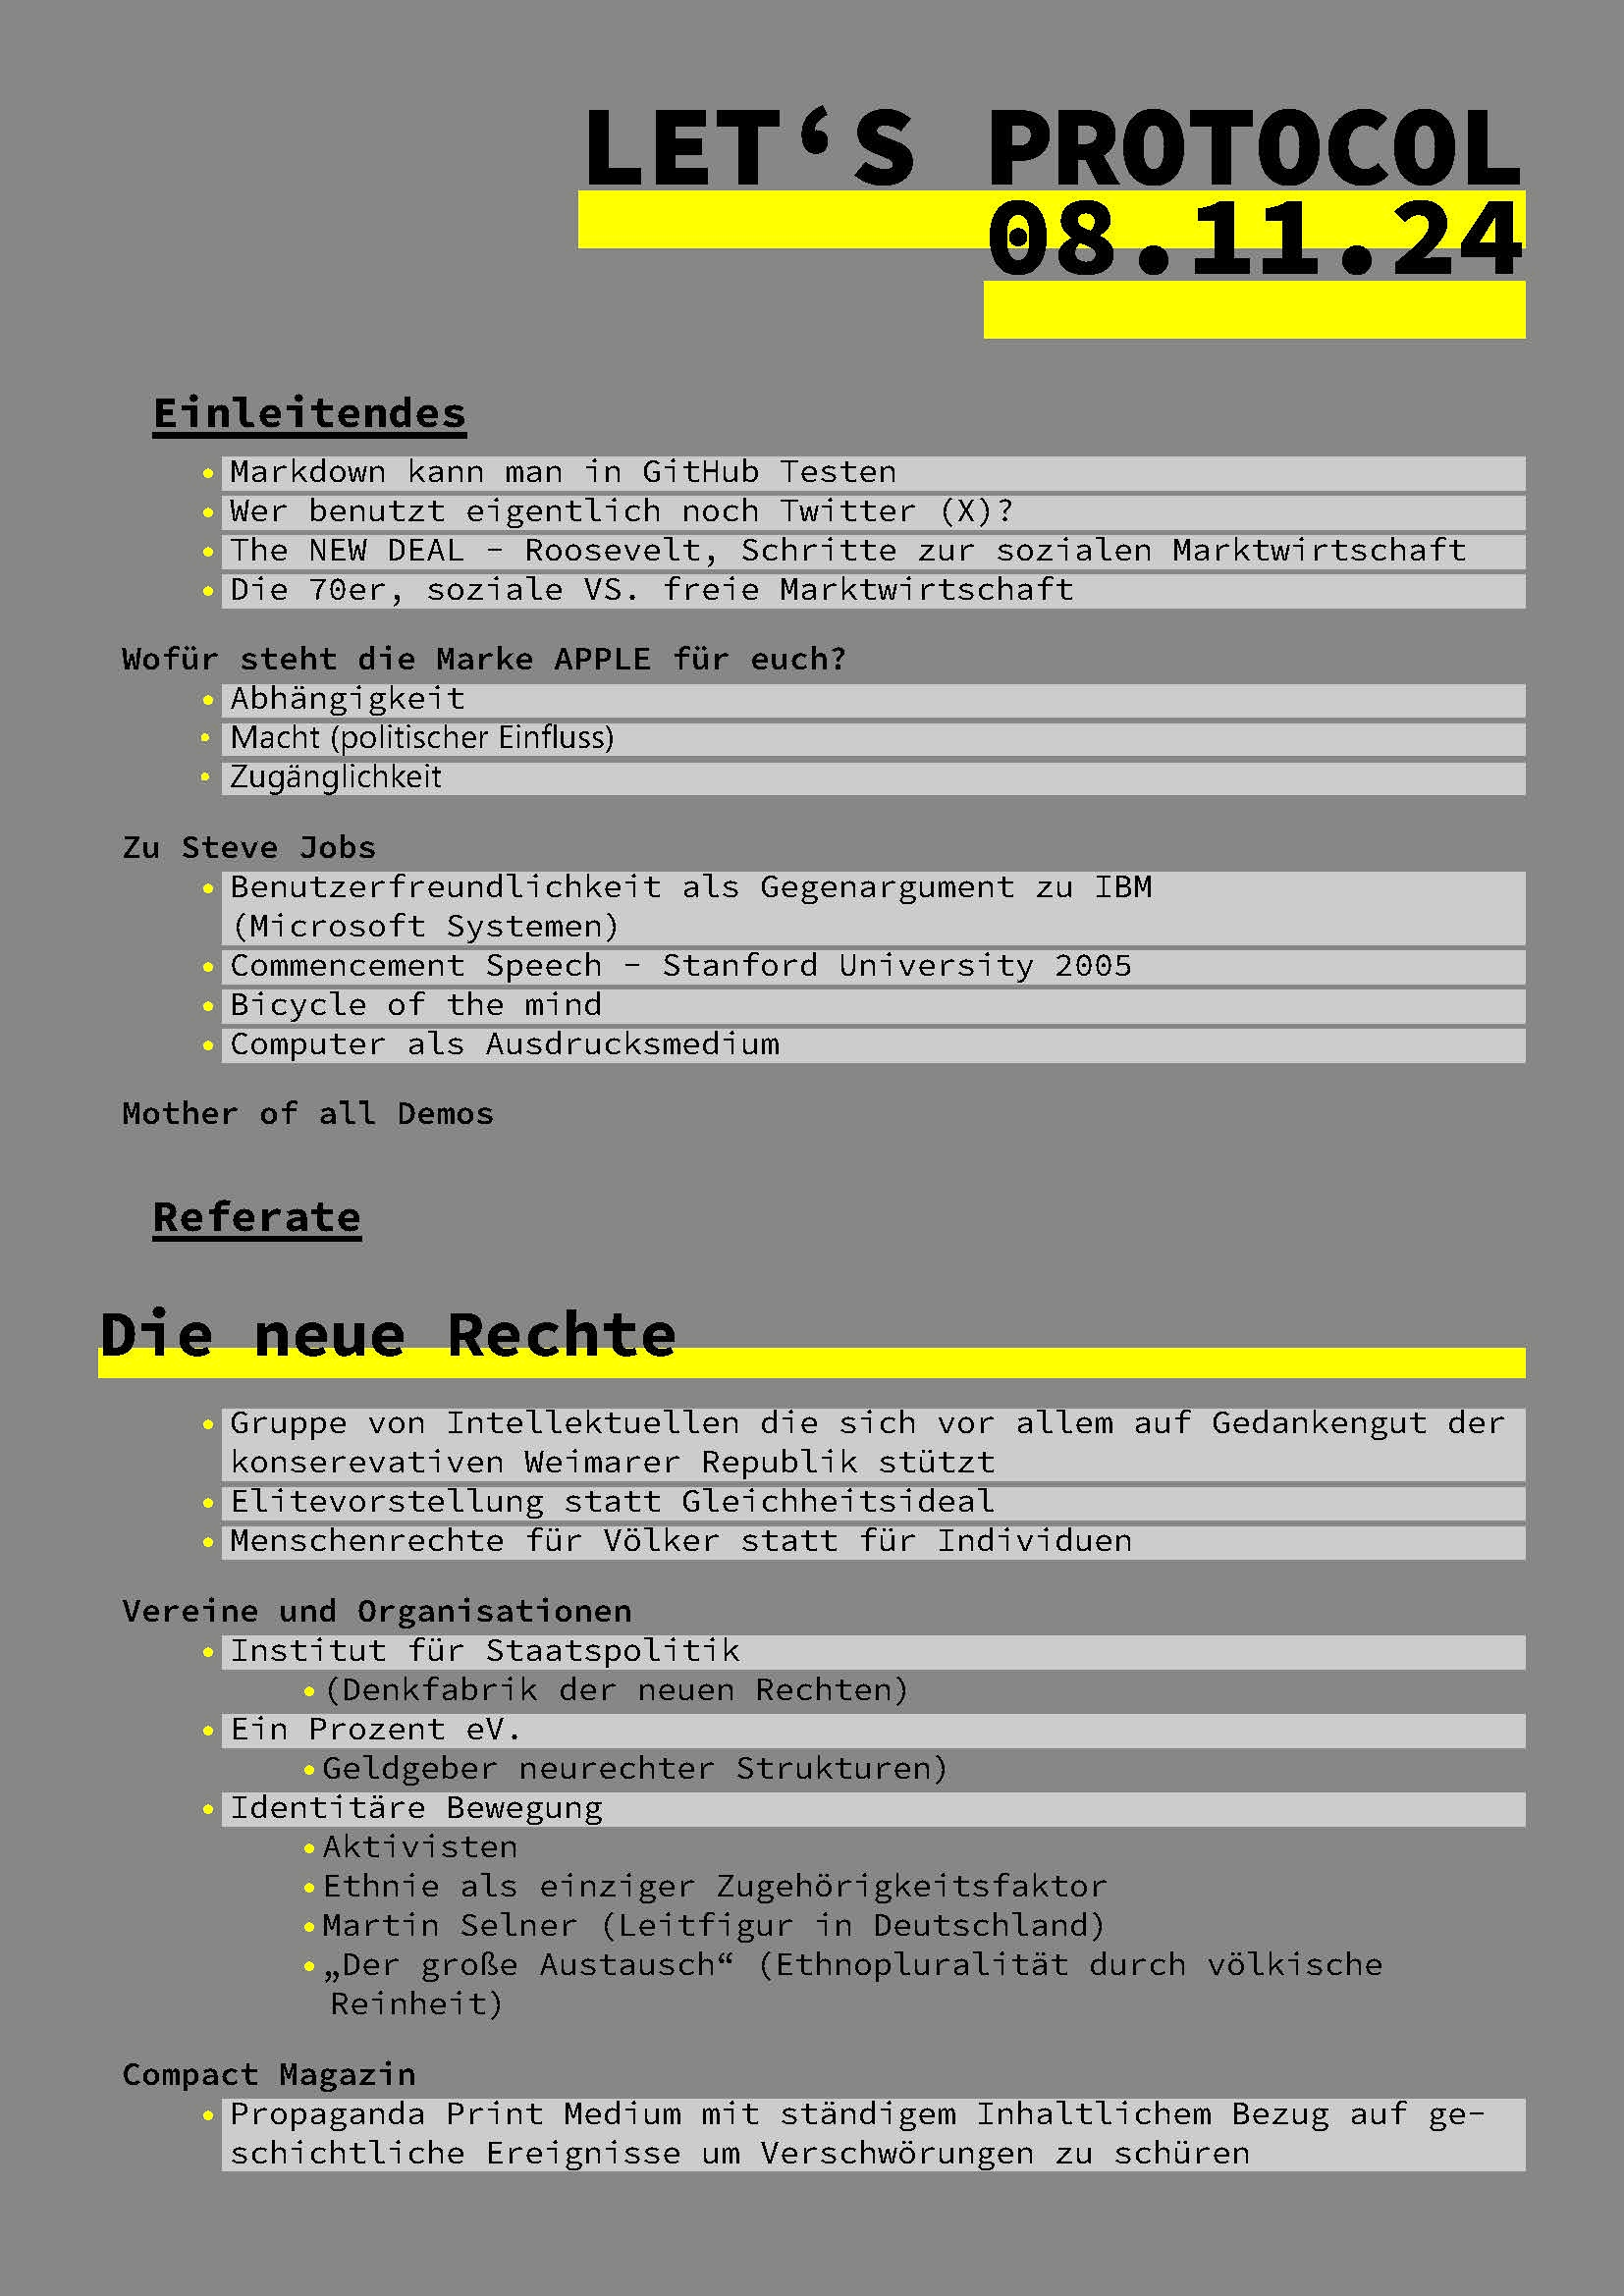 LET‘S PROTOCOL
08.11.24
Einleitendes
• Markdown kann man in GitHub Testen
• Wer benutzt eigentlich noch Twitter (X)?
• The NEW DEAL - Roosevelt, Schritte zur sozialen Marktwirtschaft
• Die 70er, soziale VS. freie Marktwirtschaft
Wofür steht die Marke APPLE für euch?
• Abhängigkeit
• Macht (politischer Einfluss)
• Zugänglichkeit
Zu Steve Jobs
• Benutzerfreundlichkeit als Gegenargument zu IBM
(Microsoft Systemen)
• Commencement Speech - Stanford University 2005
• Bicycle of the mind
• Computer als Ausdrucksmedium
Mother of all Demos
Referate
Die neue Rechte
• Gruppe von Intellektuellen die sich vor allem auf Gedankengut der
konserevativen Weimarer Republik stützt
• Elitevorstellung statt Gleichheitsideal
• Menschenrechte für Völker statt für Individuen
Vereine und Organisationen
• Institut für Staatspolitik
• (Denkfabrik der neuen Rechten)
• Ein Prozent eV.
• Geldgeber neurechter Strukturen)
• Identitäre Bewegung
• Aktivisten
• Ethnie als einziger Zugehörigkeitsfaktor
• Martin Selner (Leitfigur in Deutschland)
• „Der große Austausch“ (Ethnopluralität durch völkische
Reinheit)
Compact Magazin
• Propaganda Print Medium mit ständigem Inhaltlichem Bezug auf ge-
schichtliche Ereignisse um Verschwörungen zu schüren